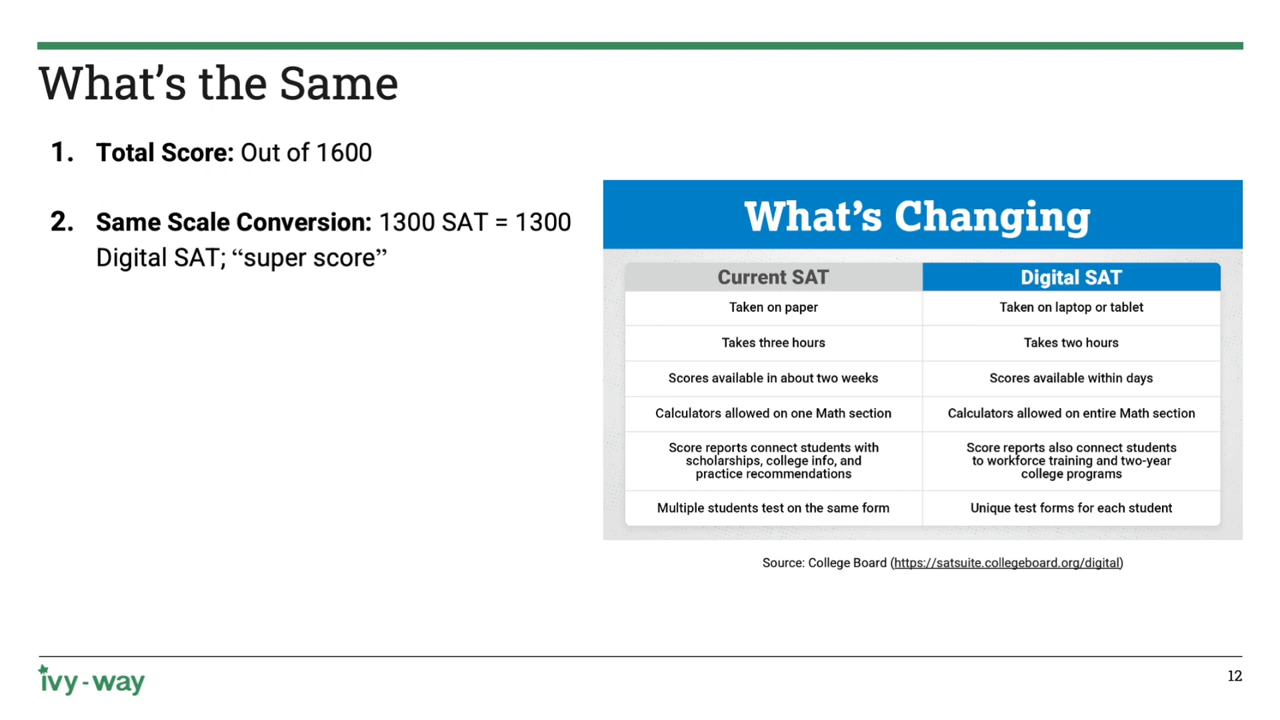 What’s the Same
1. Total Score: Out of 1600
2. Same Scale Conversion: 1300 SAT = 1300
Digital SAT; “super score”
What’s Changing
Current SAT
Digital SAT
Taken on paper
Taken on laptop or tablet
Takes three hours
Takes two hours
Scores available in about two weeks
Scores available within days
Calculators allowed on one Math section
Calculators allowed on entire Math section
Score reports connect students with
scholarships, college info, and
practice recommendations
Score reports also connect students
to workforce training and two-year
college programs
Multiple students test on the same form
Unique test forms for each student
Source: College Board (https://satsuite.collegeboard.org/digital)
ivy-way
12